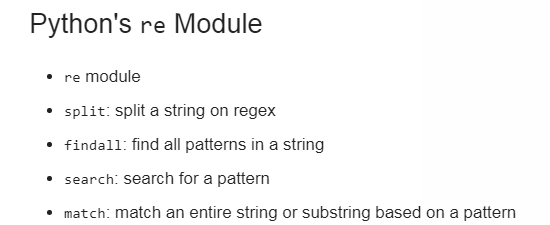 Python's re Module
re module
split: split a string on regex
findall: find all patterns in a string
search: search for a pattern
match: match an entire string or substring based on a pattern